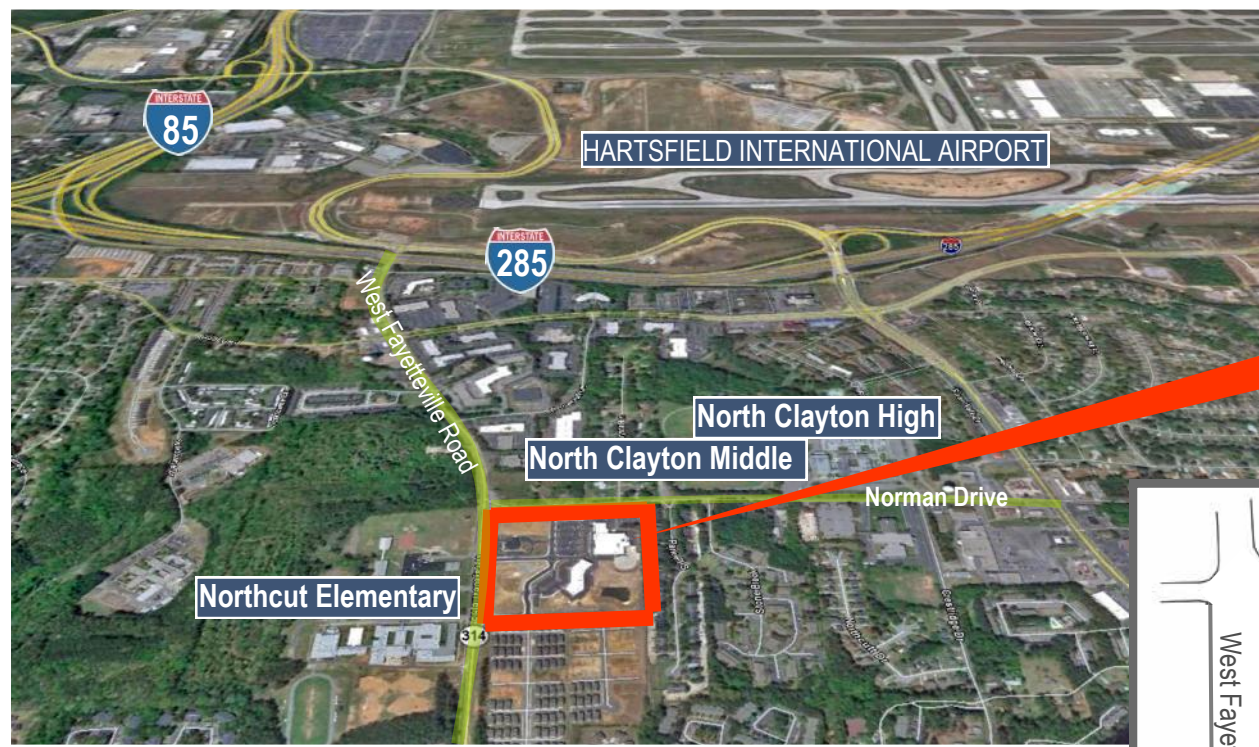 INTERSTATE
85
HARTSFIELD INTERNATIONAL AIRPORT
INTERSTATE
285
285
West Fayetteville Road
North Clayton High
North Clayton Middle
Norman Drive
Northcut Elementary
314
West Faye